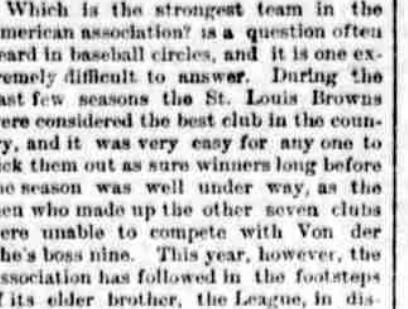 Which is the strongest team in the
merican association? is a question often
eard in baseball circles, and it is one ex-
remely difficult to answer. During the
ast few seasons the St. Louis Browns
ere considered the best club in the coun-
ry, and it was very easy for any one to
ick them out as sure winners long before
he season was well under way, as the
en who made up the other seven clubs
ere unable to compete with Von der
he's boss nine. This year, however, the
ssociation has followed in the footsteps
f its elder brother, the League, in dis-